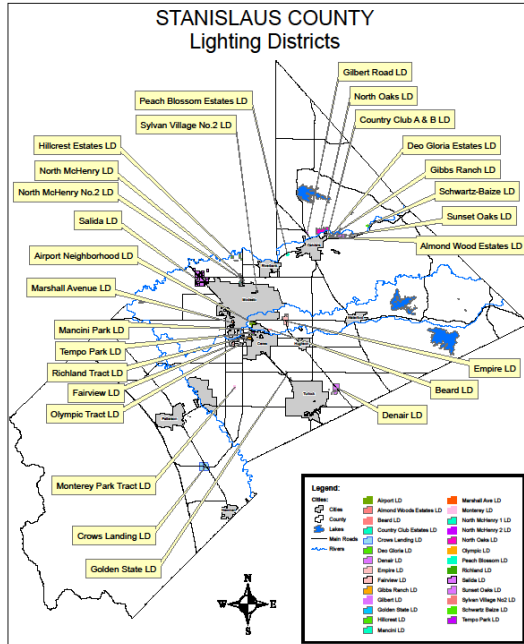 STANISLAUS COUNTY
Lighting Districts
Gilbert Road LD
North Oaks LD
Peach Blossom Estates LD
Country Club A & B LD
Sylvan Village No.2 LD
Deo Gloria Estates LD
Hillcrest Estates LD
Gibbs Ranch LD
North McHenry LD
Schwartz-Baize LD
North McHenry No.2 LD
Sunset Oaks LD
Salida LD
Almond Wood Estates LD
Airport Neighborhood LD
Marshall Avenue LD
Mancini Park LD
Tempo Park LD
Empire LD
Richland Tract LD
Beard LD
Fairview LD
Olympic Tract LD
Denair LD
Monterey Park Tract LD
Crows Landing LD
Golden State LD
Modesto
Ceres
Turlock
Patterson
N
W
E
S
Legend:
Cities:
Cities
County
Lakes
Main Roads
Rivers
Airport LD
Almond Woods Estates LD
Beard LD
Country Club Estates LD
Crows Landing LD
Deo Gloria LD
Denair LD
Empire LD
Fairview LD
Gibbs Ranch LD
Gilbert LD
Golden State LD
Hillcrest LD
Mancini LD
Marshall Ave LD
Monterey LD
North McHenry 1 LD
North McHenry 2 LD
North Oaks LD
Olympic LD
Peach Blossom LD
Richland LD
Salida LD
Sunset Oaks LD
Sylvan Village No2 LD
Schwartz Baize LD
Tempo Park LD